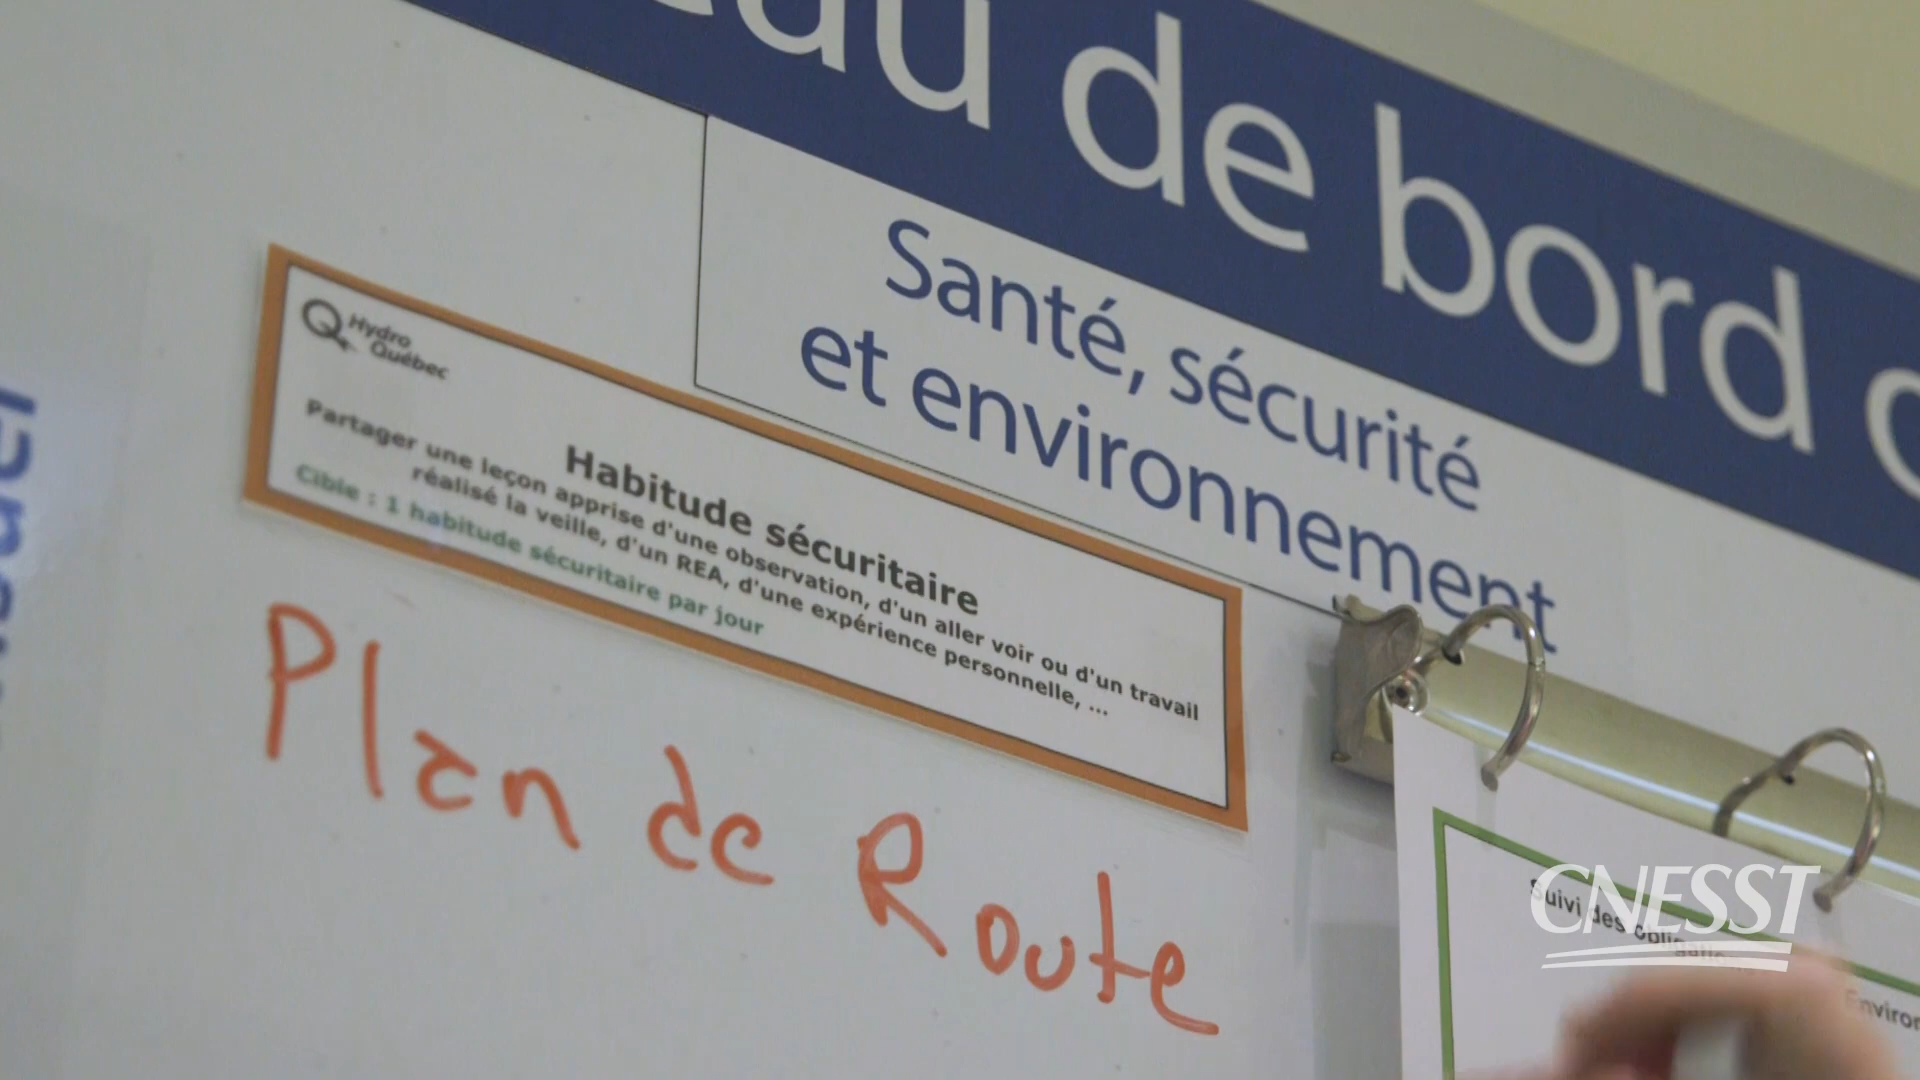 de bord
Santé, sécurité
et environnement
Hydro
Québec
Habitude sécuritaire
Partager une leçon apprise d'une observation, d'un aller voir ou d'un travail
réalisé la veille, d'un REA, d'une expérience personnelle, ...
Cible : 1 habitude sécuritaire par jour
Plan de Route
Suivi des
CNESST